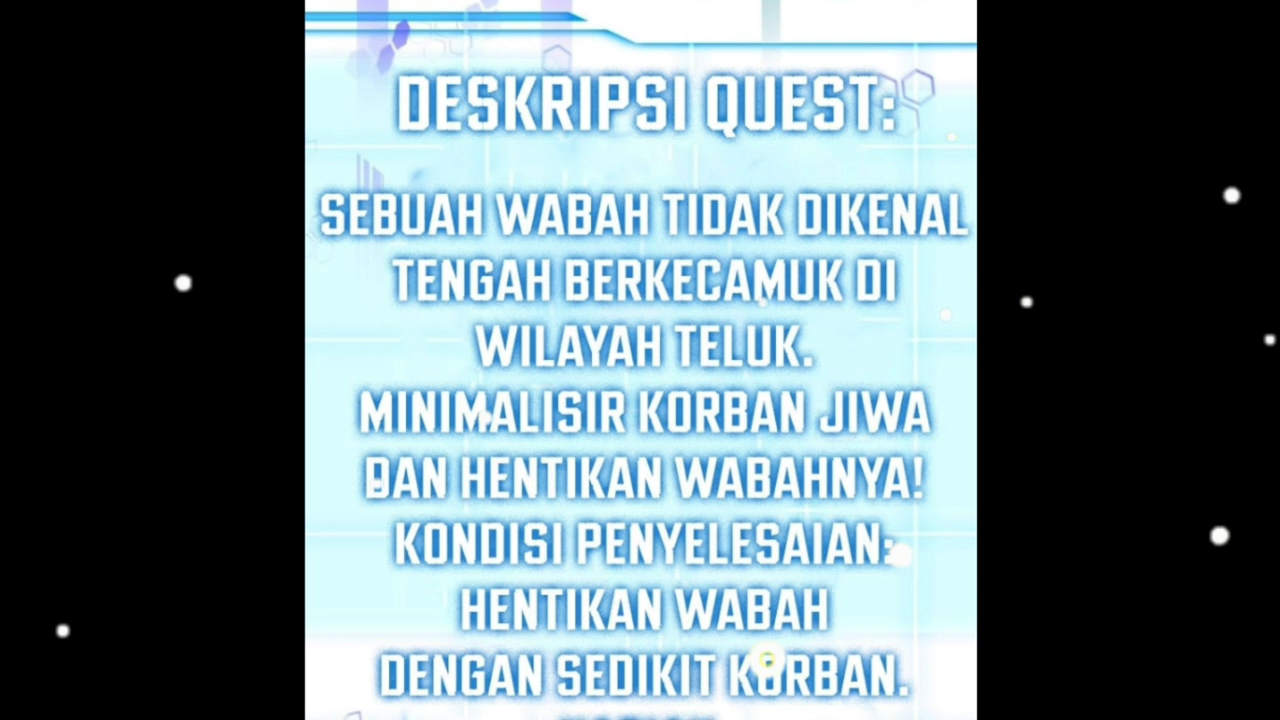 DESKRIPSI QUEST:
SEBUAH WABAH TIDAK DIKENAL
TENGAH BERKECAMUK DI
WILAYAH TELUK.
MINIMALISIR KORBAN JIWA
DAN HENTIKAN WABAHNYA!
KONDISI PENYELESAIAN:
HENTIKAN WABAH
DENGAN SEDIKIT KORBAN.